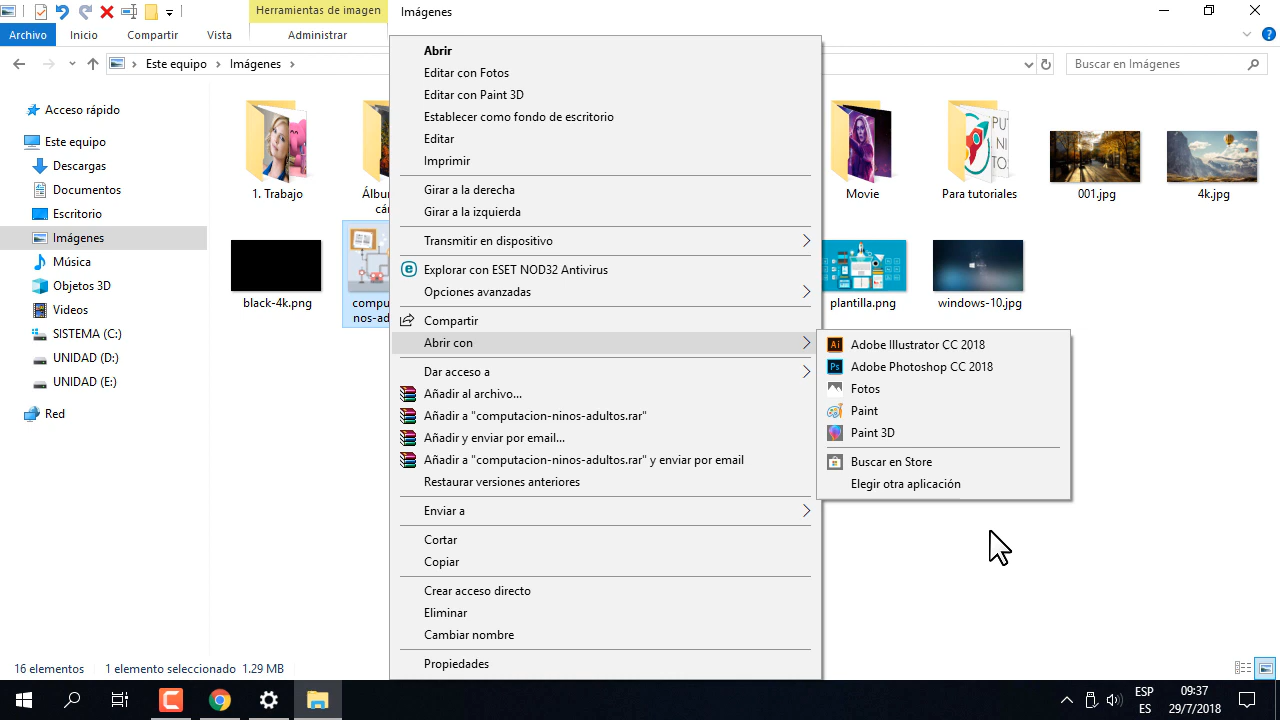 Herramientas de imagen
Imágenes
Archivo
Inicio
Compartir
Vista
Administrar
Este equipo
Imágenes
Buscar en Imágenes
Acceso rápido
Este equipo
Descargas
Documentos
Escritorio
Imágenes
Música
Objetos 3D
Videos
SISTEMA (C:)
UNIDAD (D:)
UNIDAD (E:)
Red
1. Trabajo
Movie
Para tutoriales
001.jpg
4k.jpg
black-4k.png
plantilla.png
windows-10.jpg
Abrir
Editar con Fotos
Editar con Paint 3D
Establecer como fondo de escritorio
Editar
Imprimir
Girar a la derecha
Girar a la izquierda
Transmitir en dispositivo
Explorar con ESET NOD32 Antivirus
Opciones avanzadas
Compartir
Abrir con
Dar acceso a
Añadir al archivo...
Añadir a "computacion-ninos-adultos.rar"
Añadir y enviar por email...
Añadir a "computacion-ninos-adultos.rar" y enviar por email
Restaurar versiones anteriores
Enviar a
Cortar
Copiar
Crear acceso directo
Eliminar
Cambiar nombre
Propiedades
Adobe Illustrator CC 2018
Adobe Photoshop CC 2018
Fotos
Paint
Paint 3D
Buscar en Store
Elegir otra aplicación
16 elementos
1 elemento seleccionado 1.29 MB
ESP
ES
09:37
29/7/2018